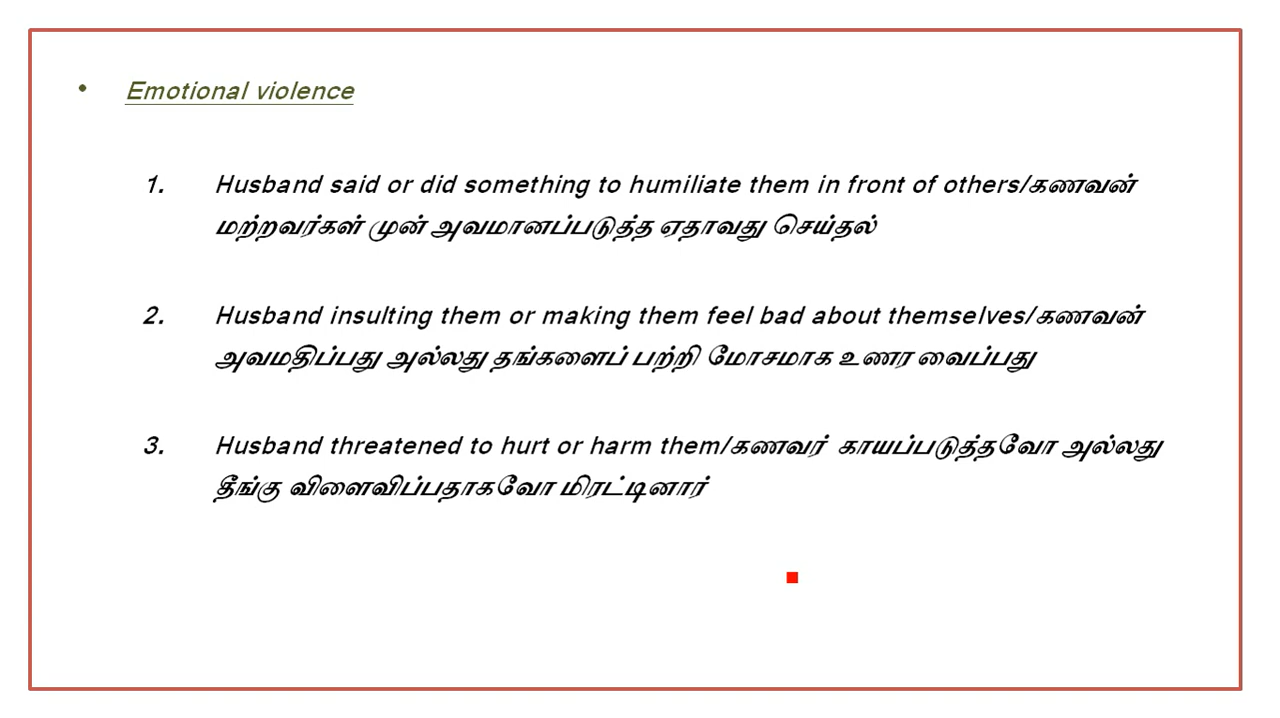 • Emotional violence
1. Husband said or did something to humiliate them in front of others/கணவன்
மற்றவர்கள் முன் அவமானப்படுத்த ஏதாவது செய்தல்
2. Husband insulting them or making them feel bad about themselves/கணவன்
அவமதிப்பது அல்லது தங்களைப் பற்றி மோசமாக உணர வைப்பது
3. Husband threatened to hurt or harm them/கணவர் காயப்படுத்தவோ அல்லது
தீங்கு விளைவிப்பதாகவோ மிரட்டினார்